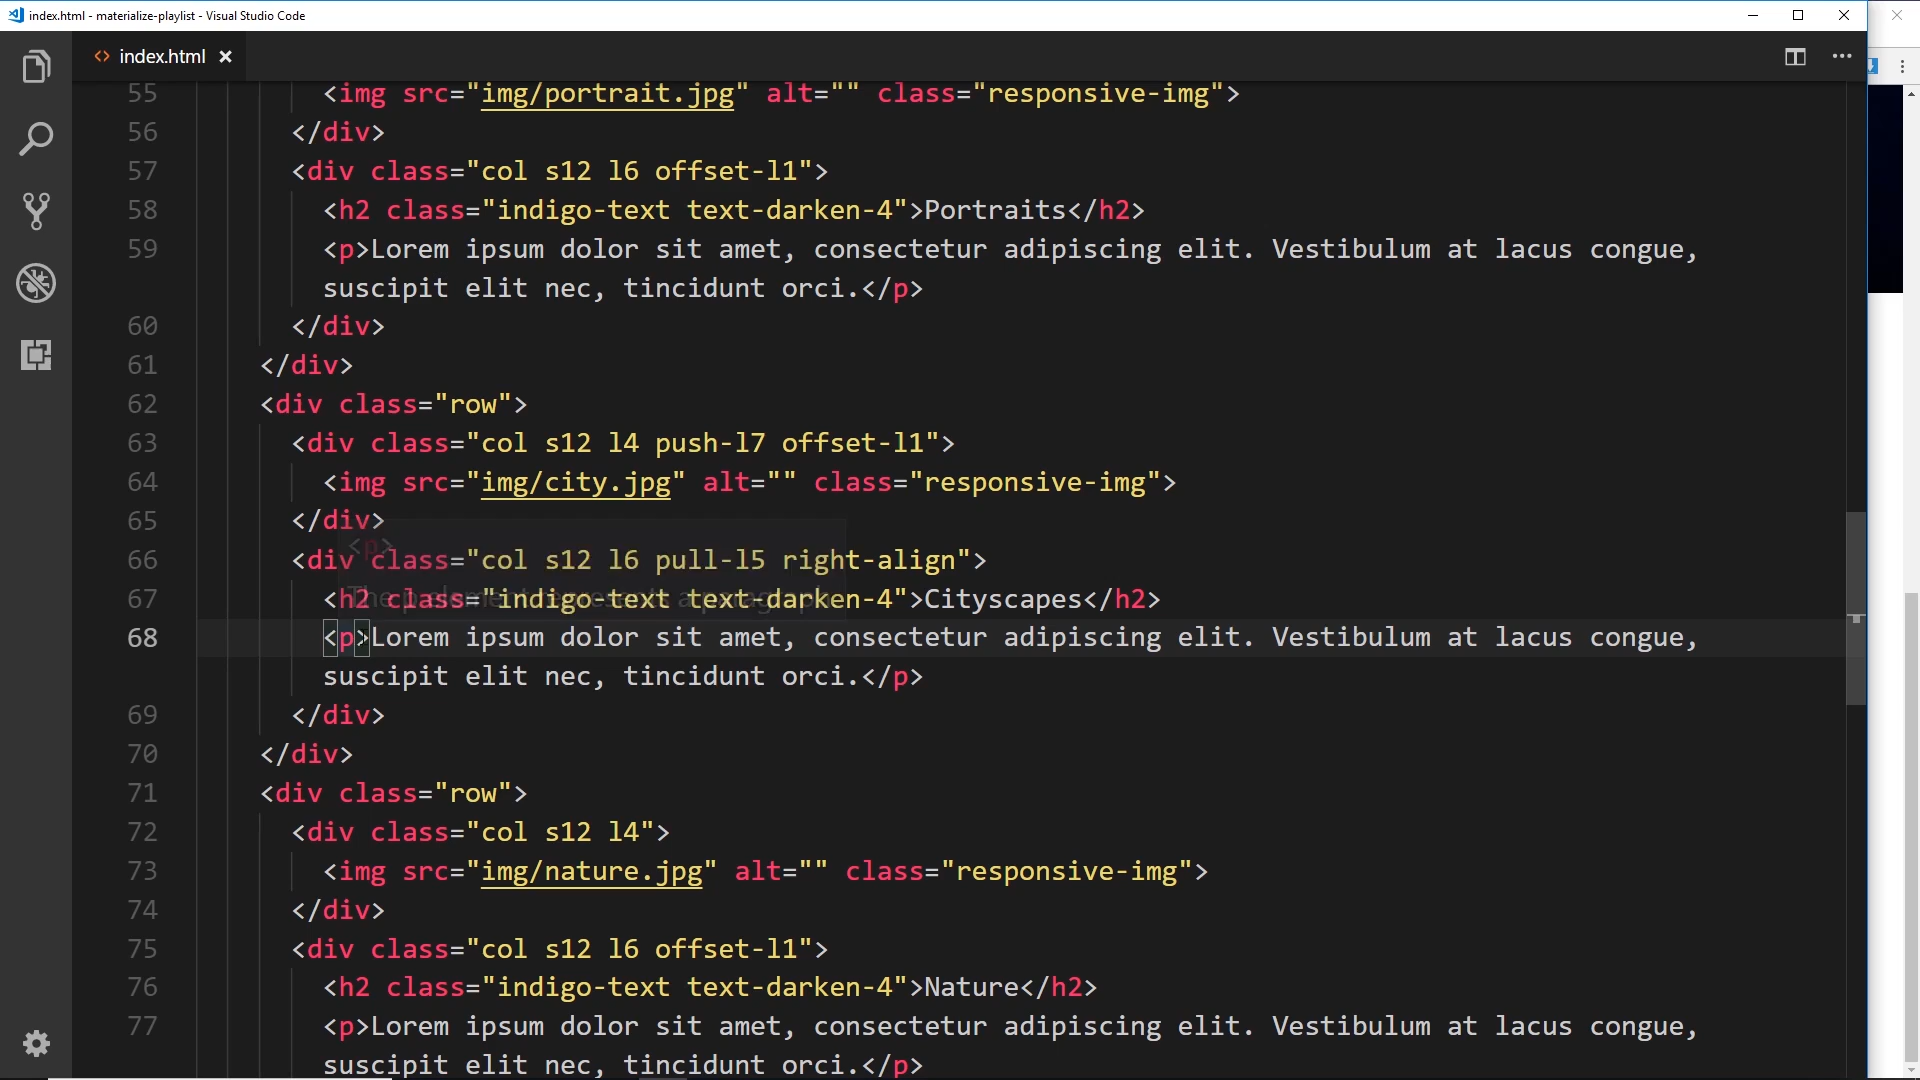 index.html - materialize-playlist - Visual Studio Code
index.html
55 <img src="img/portrait.jpg" alt="" class="responsive-img">
56 </div>
57 <div class="col s12 l6 offset-l1">
58 <h2 class="indigo-text text-darken-4">Portraits</h2>
59 <p>Lorem ipsum dolor sit amet, consectetur adipiscing elit. Vestibulum at lacus congue,
suscipit elit nec, tincidunt orci.</p>
60 </div>
61 </div>
62 <div class="row">
63 <div class="col s12 l4 push-l7 offset-l1">
64 <img src="img/city.jpg" alt="" class="responsive-img">
65 </div>
<p>
66 <div class="col s12 l6 pull-l5 right-align">
The p element represents a paragraph.
67 <h2 class="indigo-text text-darken-4">Cityscapes</h2>
68 <p>Lorem ipsum dolor sit amet, consectetur adipiscing elit. Vestibulum at lacus congue,
suscipit elit nec, tincidunt orci.</p>
69 </div>
70 </div>
71 <div class="row">
72 <div class="col s12 l4">
73 <img src="img/nature.jpg" alt="" class="responsive-img">
74 </div>
75 <div class="col s12 l6 offset-l1">
76 <h2 class="indigo-text text-darken-4">Nature</h2>
77 <p>Lorem ipsum dolor sit amet, consectetur adipiscing elit. Vestibulum at lacus congue,
suscipit elit nec, tincidunt orci.</p>